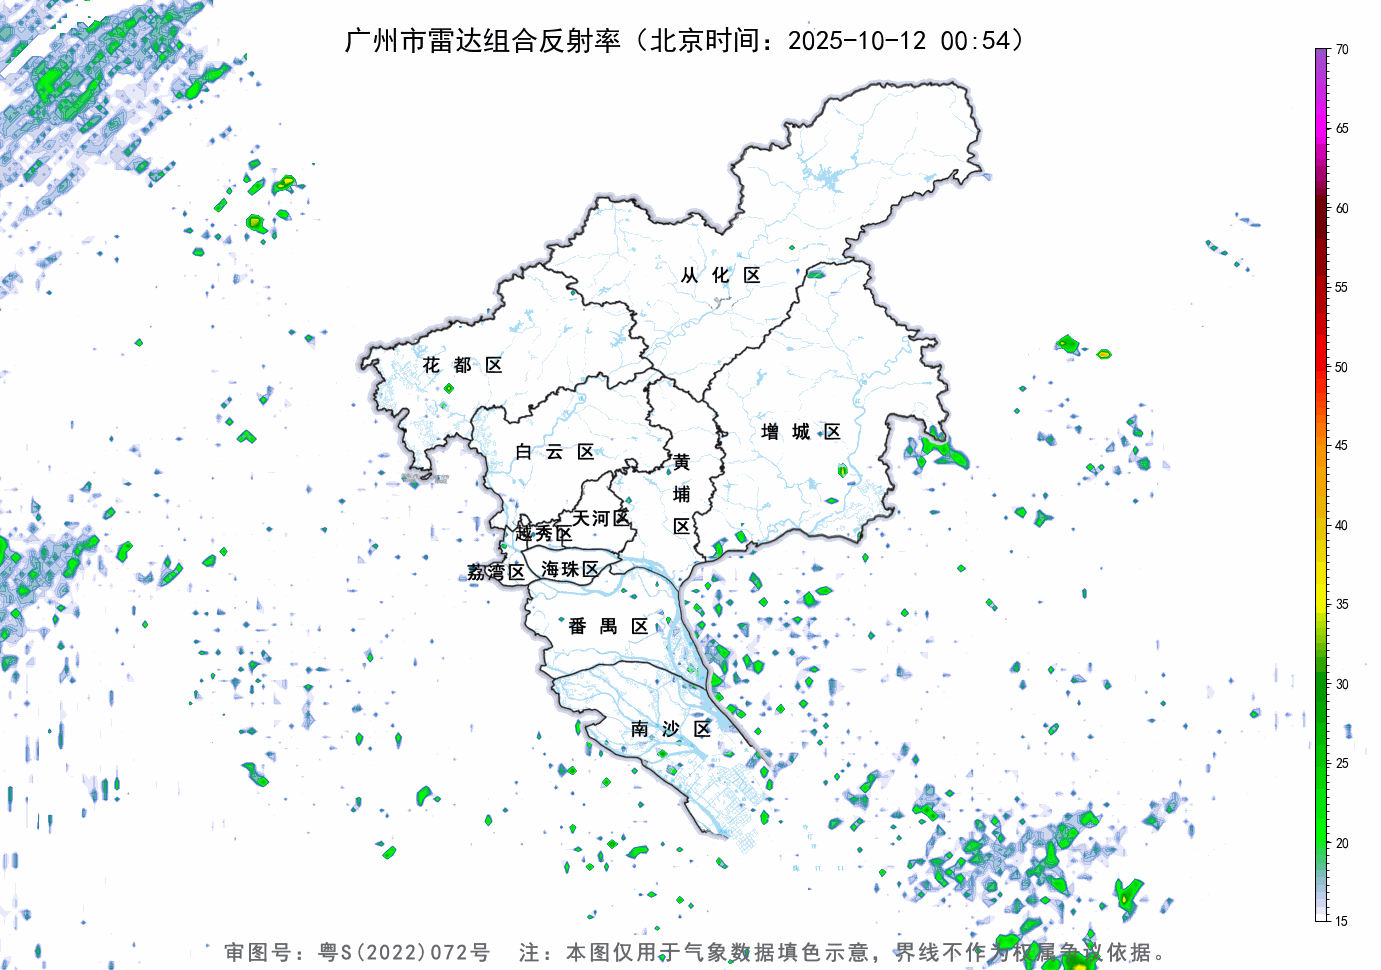 广州市雷达组合反射率（北京时间：2025-10-12 00:54）
70
65
60
55
50
45
40
35
30
25
20
15
从化区
花都区
增城区
白云区
黄埔区
天河区
越秀区
荔湾区
海珠区
番禺区
南沙区
审图号：粤S(2022)072号 注：本图仅用于气象数据填色示意，界线不作为权属争议依据。